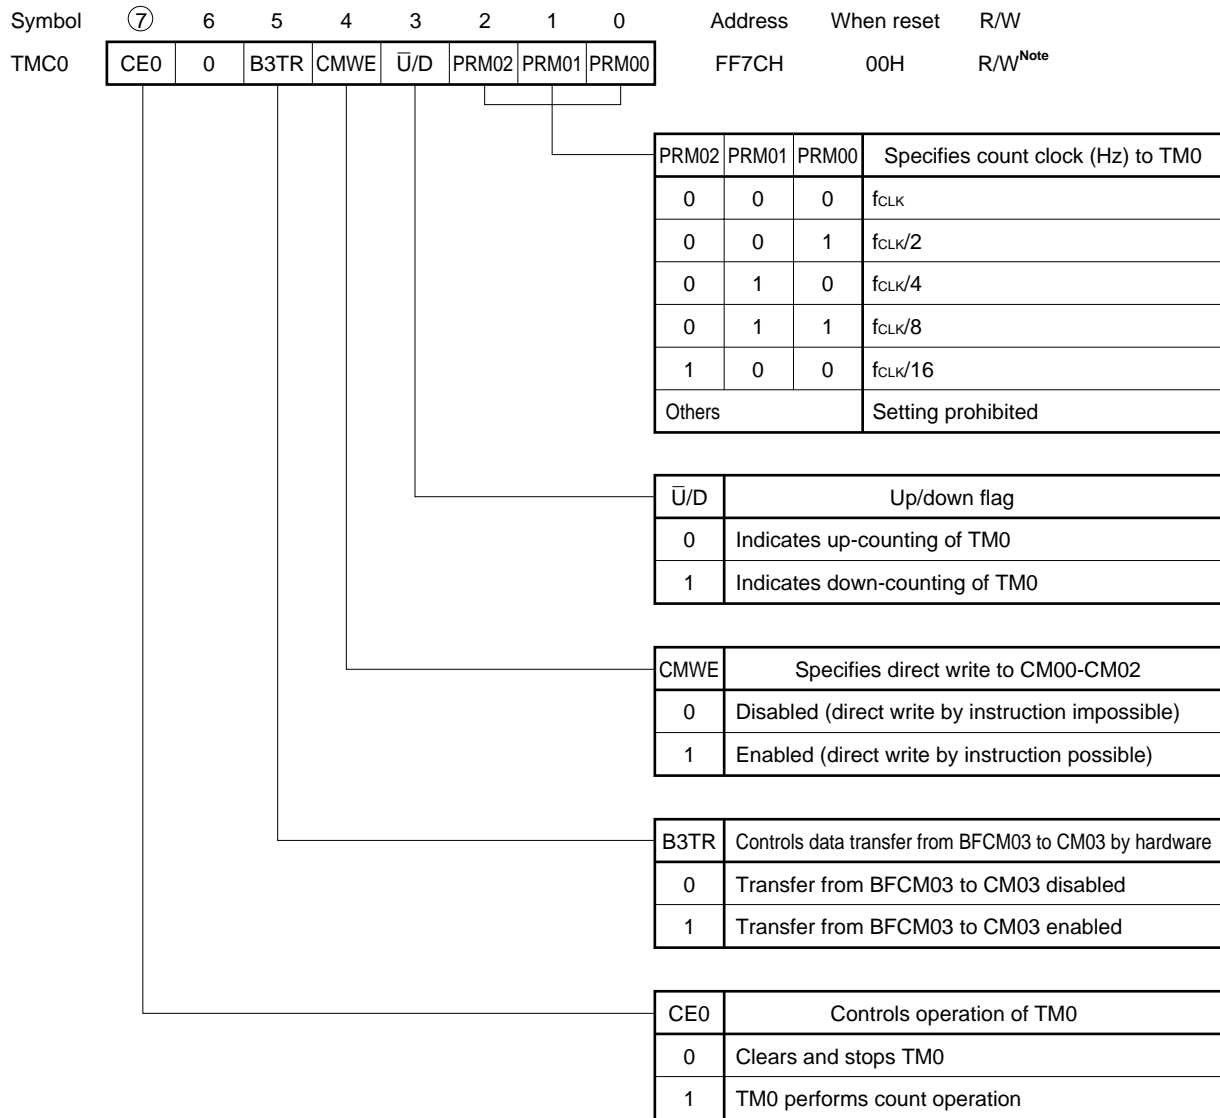 Symbol ⑦ 6 5 4 3 2 1 0 Address When reset R/W
TMC0 CE0 0 B3TR CMWE U̅/D PRM02 PRM01 PRM00 FF7CH 00H R/W^Note
PRM02 PRM01 PRM00 Specifies count clock (Hz) to TM0
0 0 0 fCLK
0 0 1 fCLK/2
0 1 0 fCLK/4
0 1 1 fCLK/8
1 0 0 fCLK/16
Others Setting prohibited
U̅/D Up/down flag
0 Indicates up-counting of TM0
1 Indicates down-counting of TM0
CMWE Specifies direct write to CM00-CM02
0 Disabled (direct write by instruction impossible)
1 Enabled (direct write by instruction possible)
B3TR Controls data transfer from BFCM03 to CM03 by hardware
0 Transfer from BFCM03 to CM03 disabled
1 Transfer from BFCM03 to CM03 enabled
CE0 Controls operation of TM0
0 Clears and stops TM0
1 TM0 performs count operation